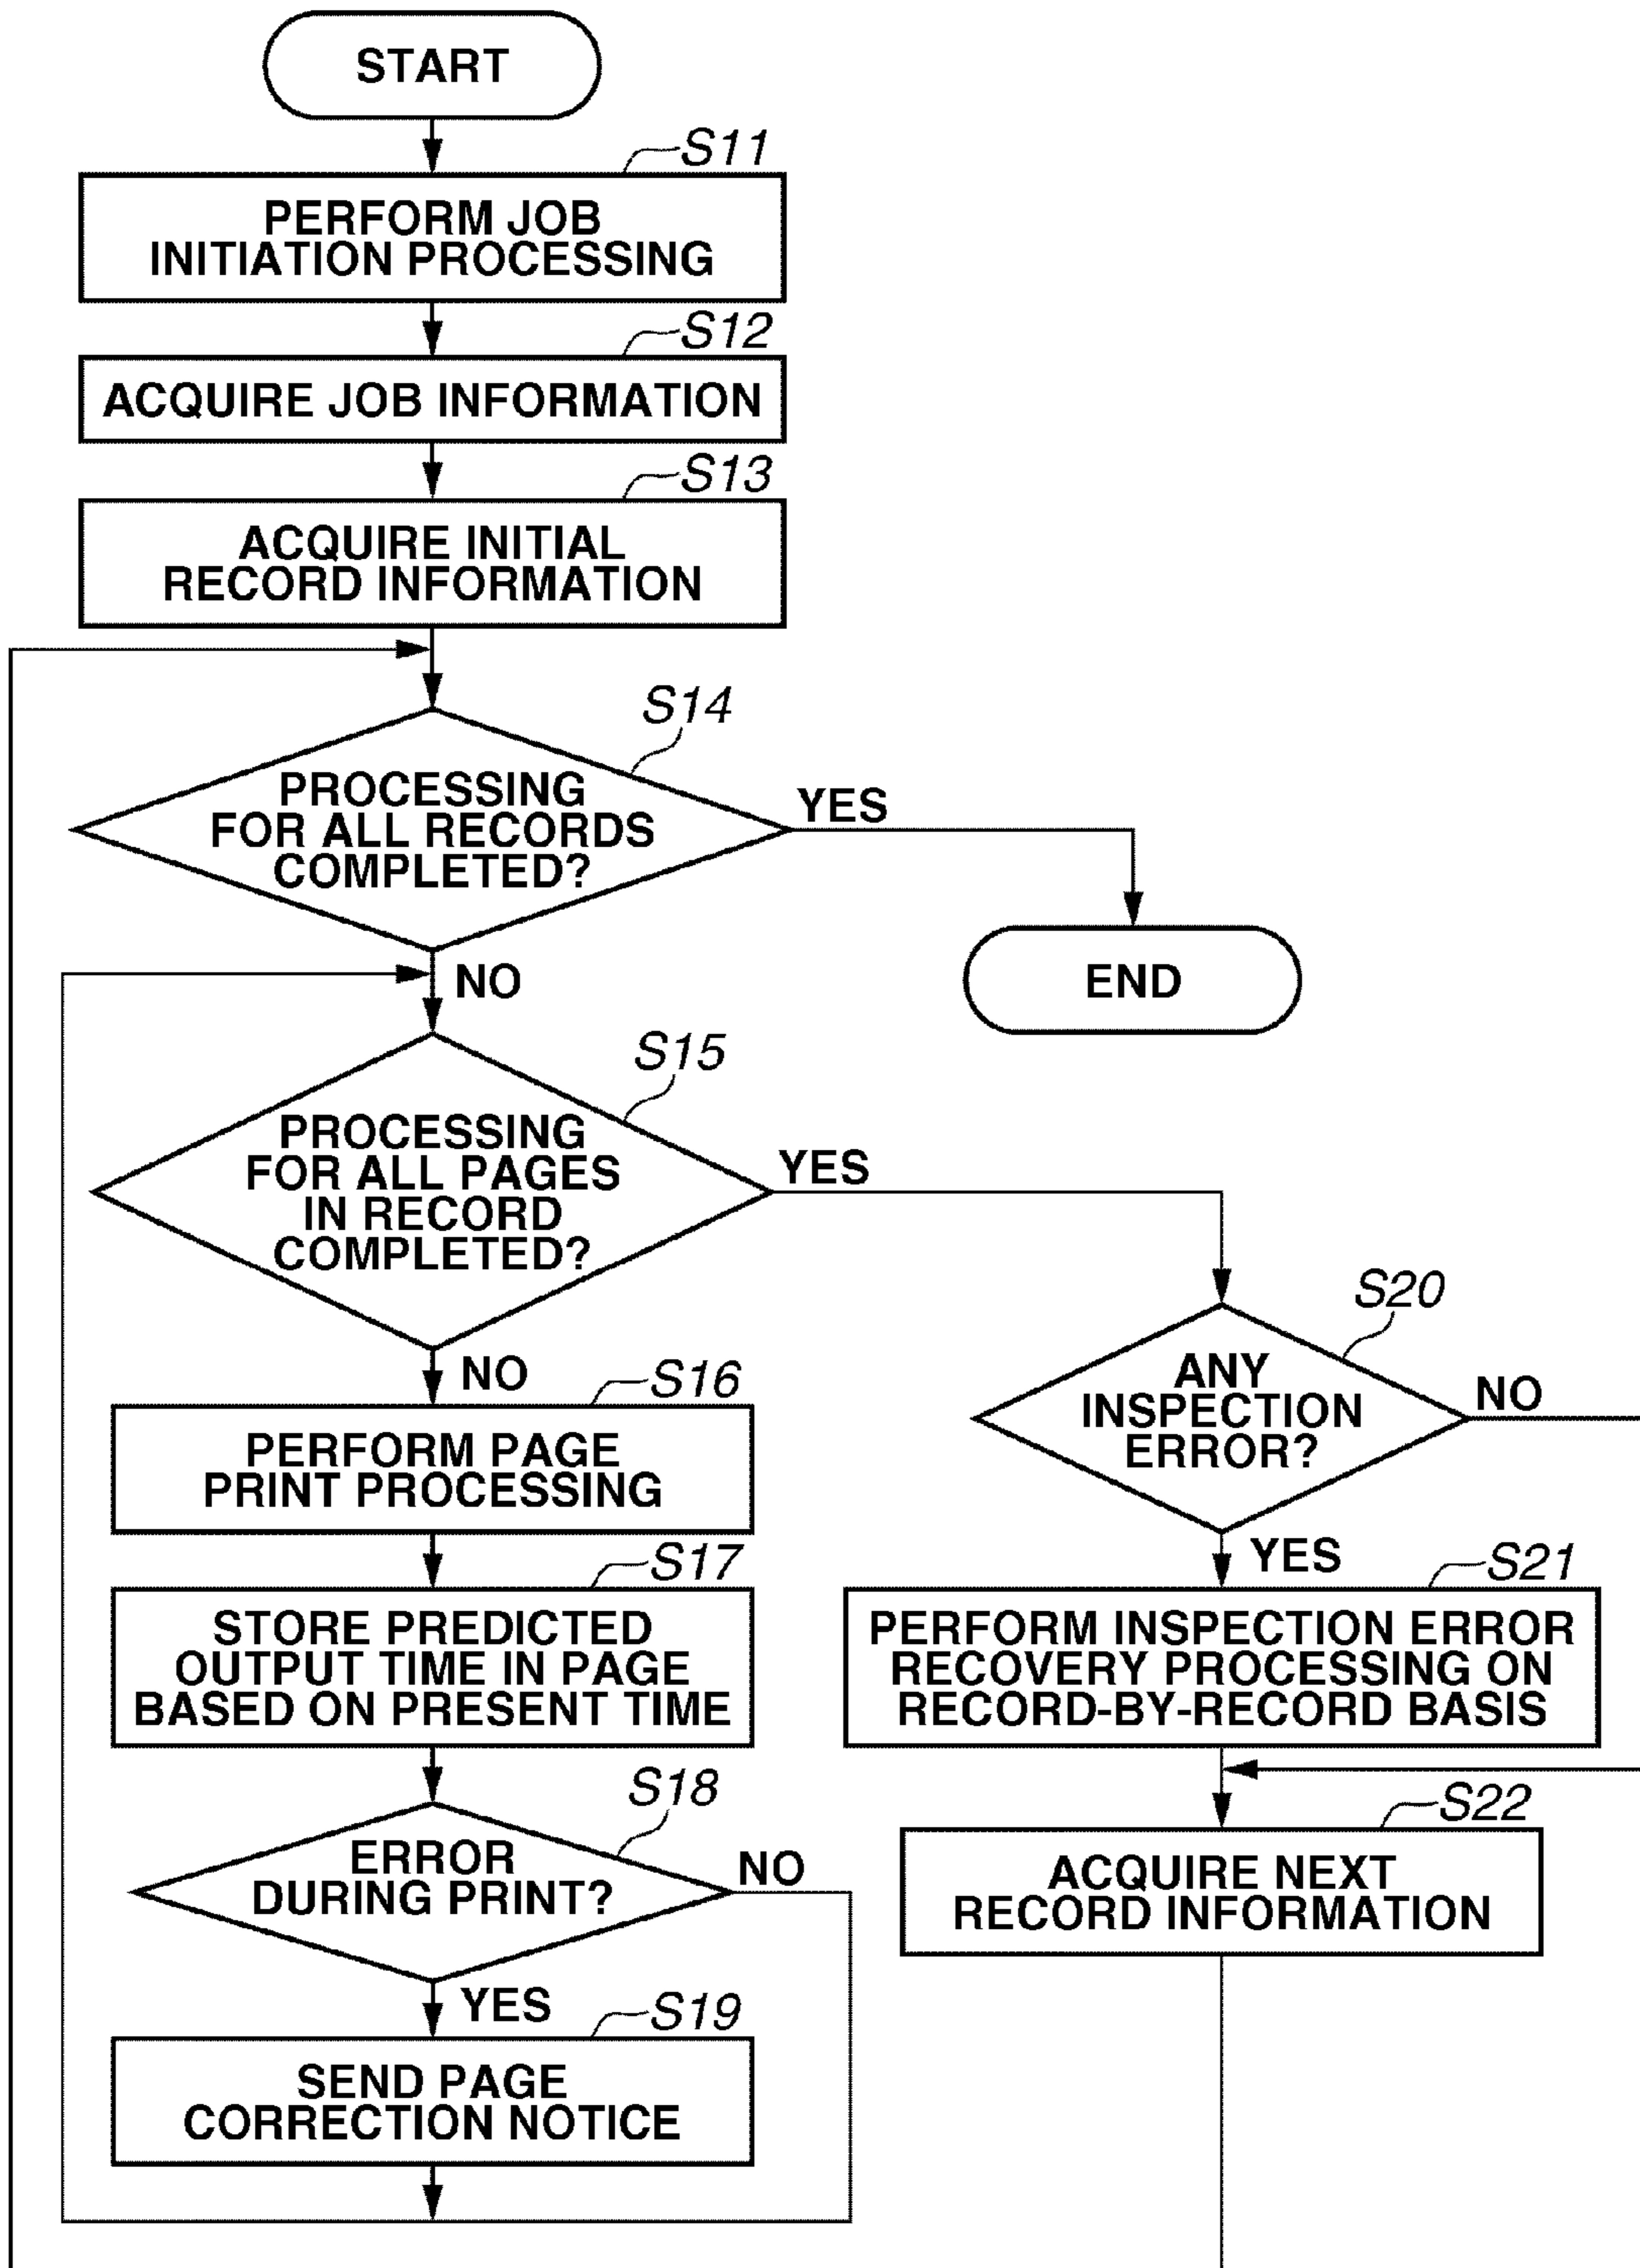 START
S11
PERFORM JOB
INITIATION PROCESSING
S12
ACQUIRE JOB INFORMATION
S13
ACQUIRE INITIAL
RECORD INFORMATION
S14
PROCESSING
FOR ALL RECORDS
COMPLETED?
YES
END
NO
S15
PROCESSING
FOR ALL PAGES
IN RECORD
COMPLETED?
YES
NO
S16
PERFORM PAGE
PRINT PROCESSING
S17
STORE PREDICTED
OUTPUT TIME IN PAGE
BASED ON PRESENT TIME
S18
ERROR
DURING PRINT?
NO
YES
S19
SEND PAGE
CORRECTION NOTICE
S20
ANY
INSPECTION
ERROR?
NO
YES
S21
PERFORM INSPECTION ERROR
RECOVERY PROCESSING ON
RECORD-BY-RECORD BASIS
S22
ACQUIRE NEXT
RECORD INFORMATION